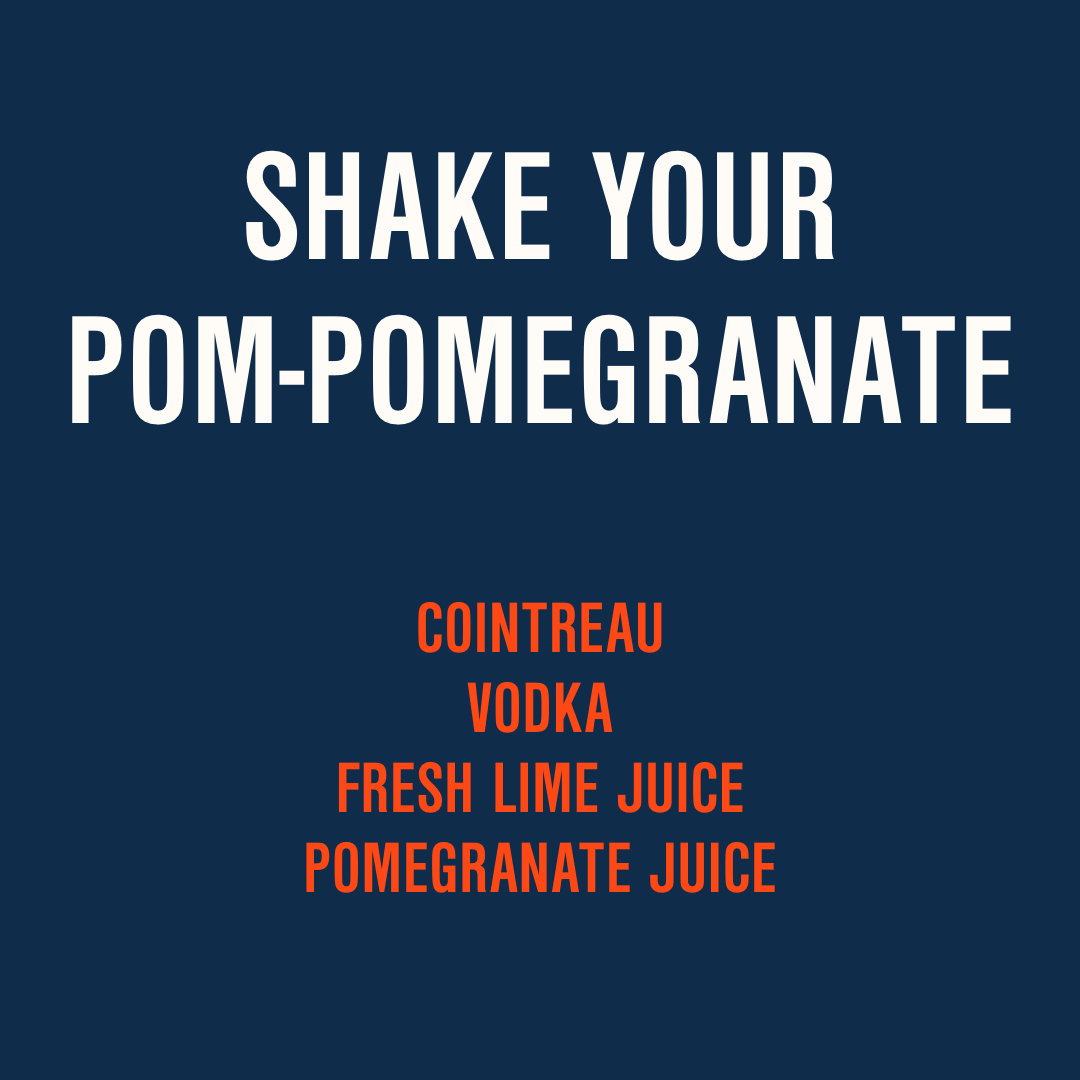 SHAKE YOUR
POM-POMEGRANATE
COINTREAU
VODKA
FRESH LIME JUICE
POMEGRANATE JUICE